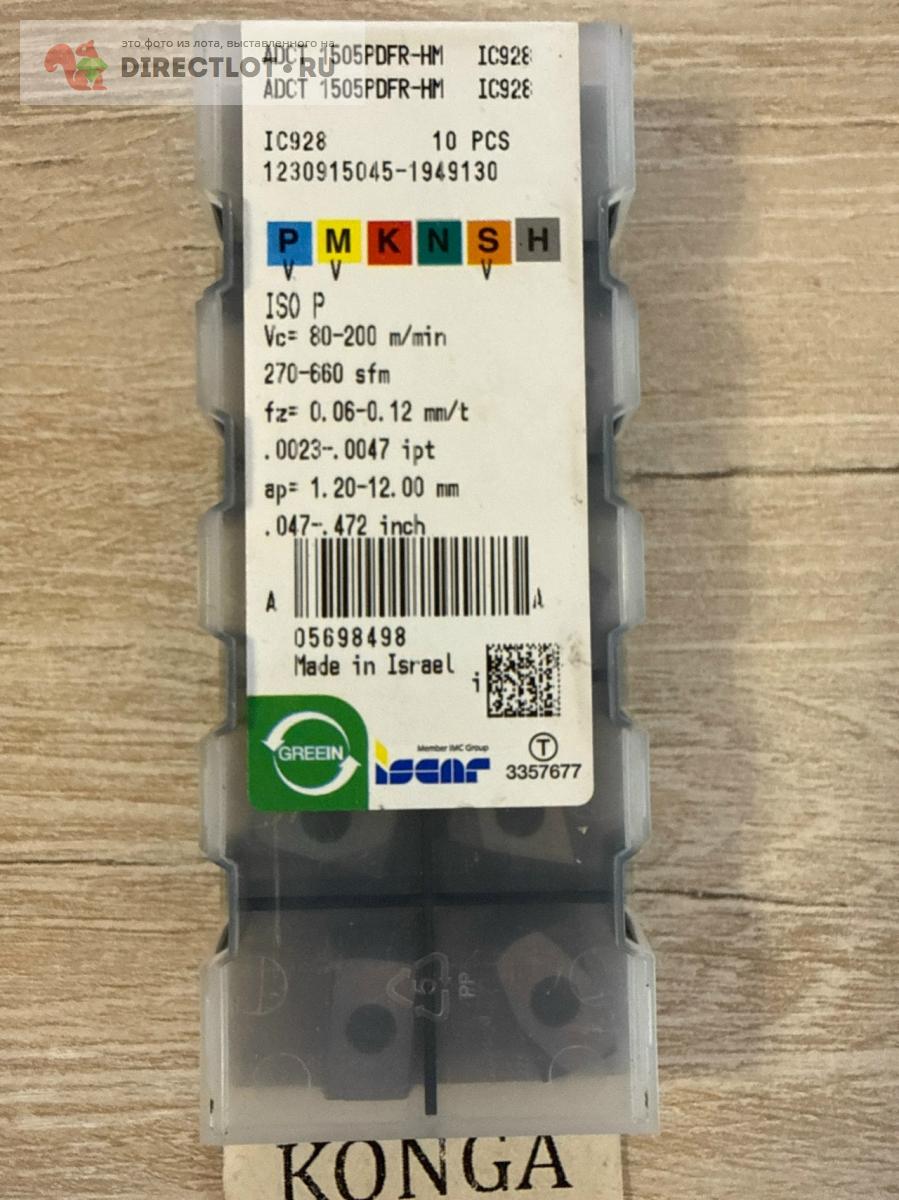 это фото из лота, выставленного на
DIRECTLOT.RU
ADCT 1505PDFR-HM IC928
ADCT 1505PDFR-HM IC928
IC928 10 PCS
1230915045-1949130
P M K N S H
V V V
ISO P
Vc= 80-200 m/min
270-660 sfm
fz= 0.06-0.12 mm/t
.0023-.0047 ipt
ap= 1.20-12.00 mm
.047-.472 inch
A A
05698498
Made in Israel
i
GREEIN
Member IMC Group
iscar
T
3357677
5
PP
KONGA